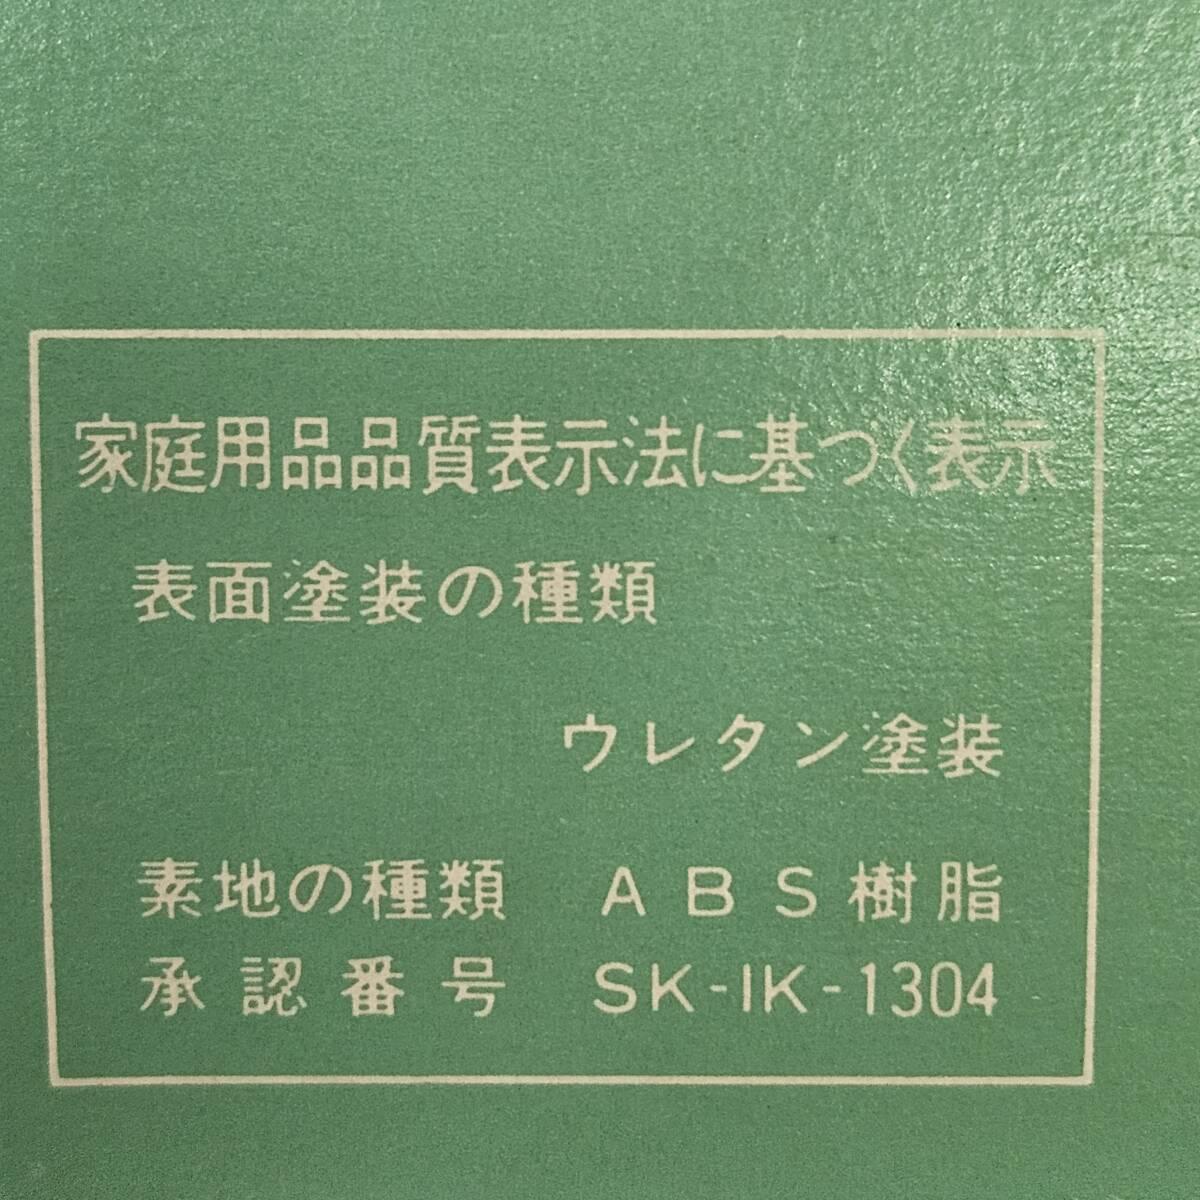 家庭用品品質表示法に基づく表示
表面塗装の種類
ウレタン塗装
素地の種類 ABS樹脂
承認番号 SK-IK-1304